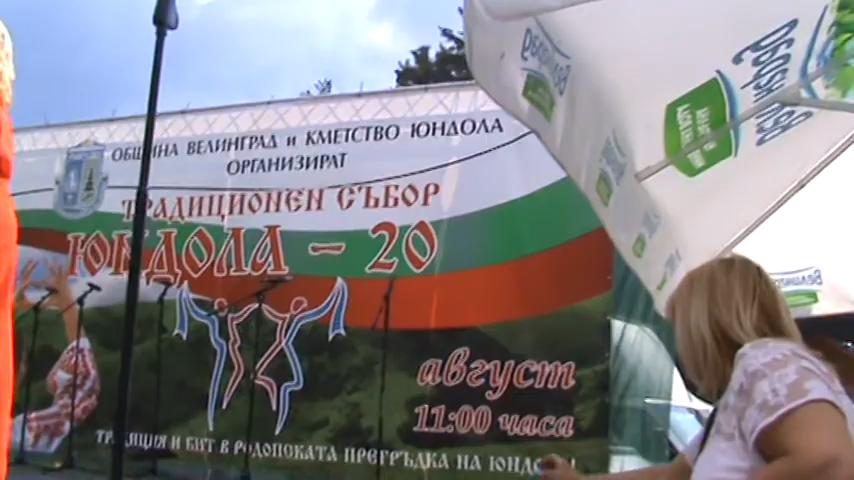 ОБЩИНА ВЕЛИНГРАД и КМЕТСТВО ЮНДОЛА
ОРГАНИЗИРАТ
ТРАДИЦИОНЕН СЪБОР
ЮНДОЛА - 20
август
11:00 часа
ТРАДИЦИЯ И БИТ В РОДОПСКАТА ПРЕГРЪДКА НА ЮНДОЛА